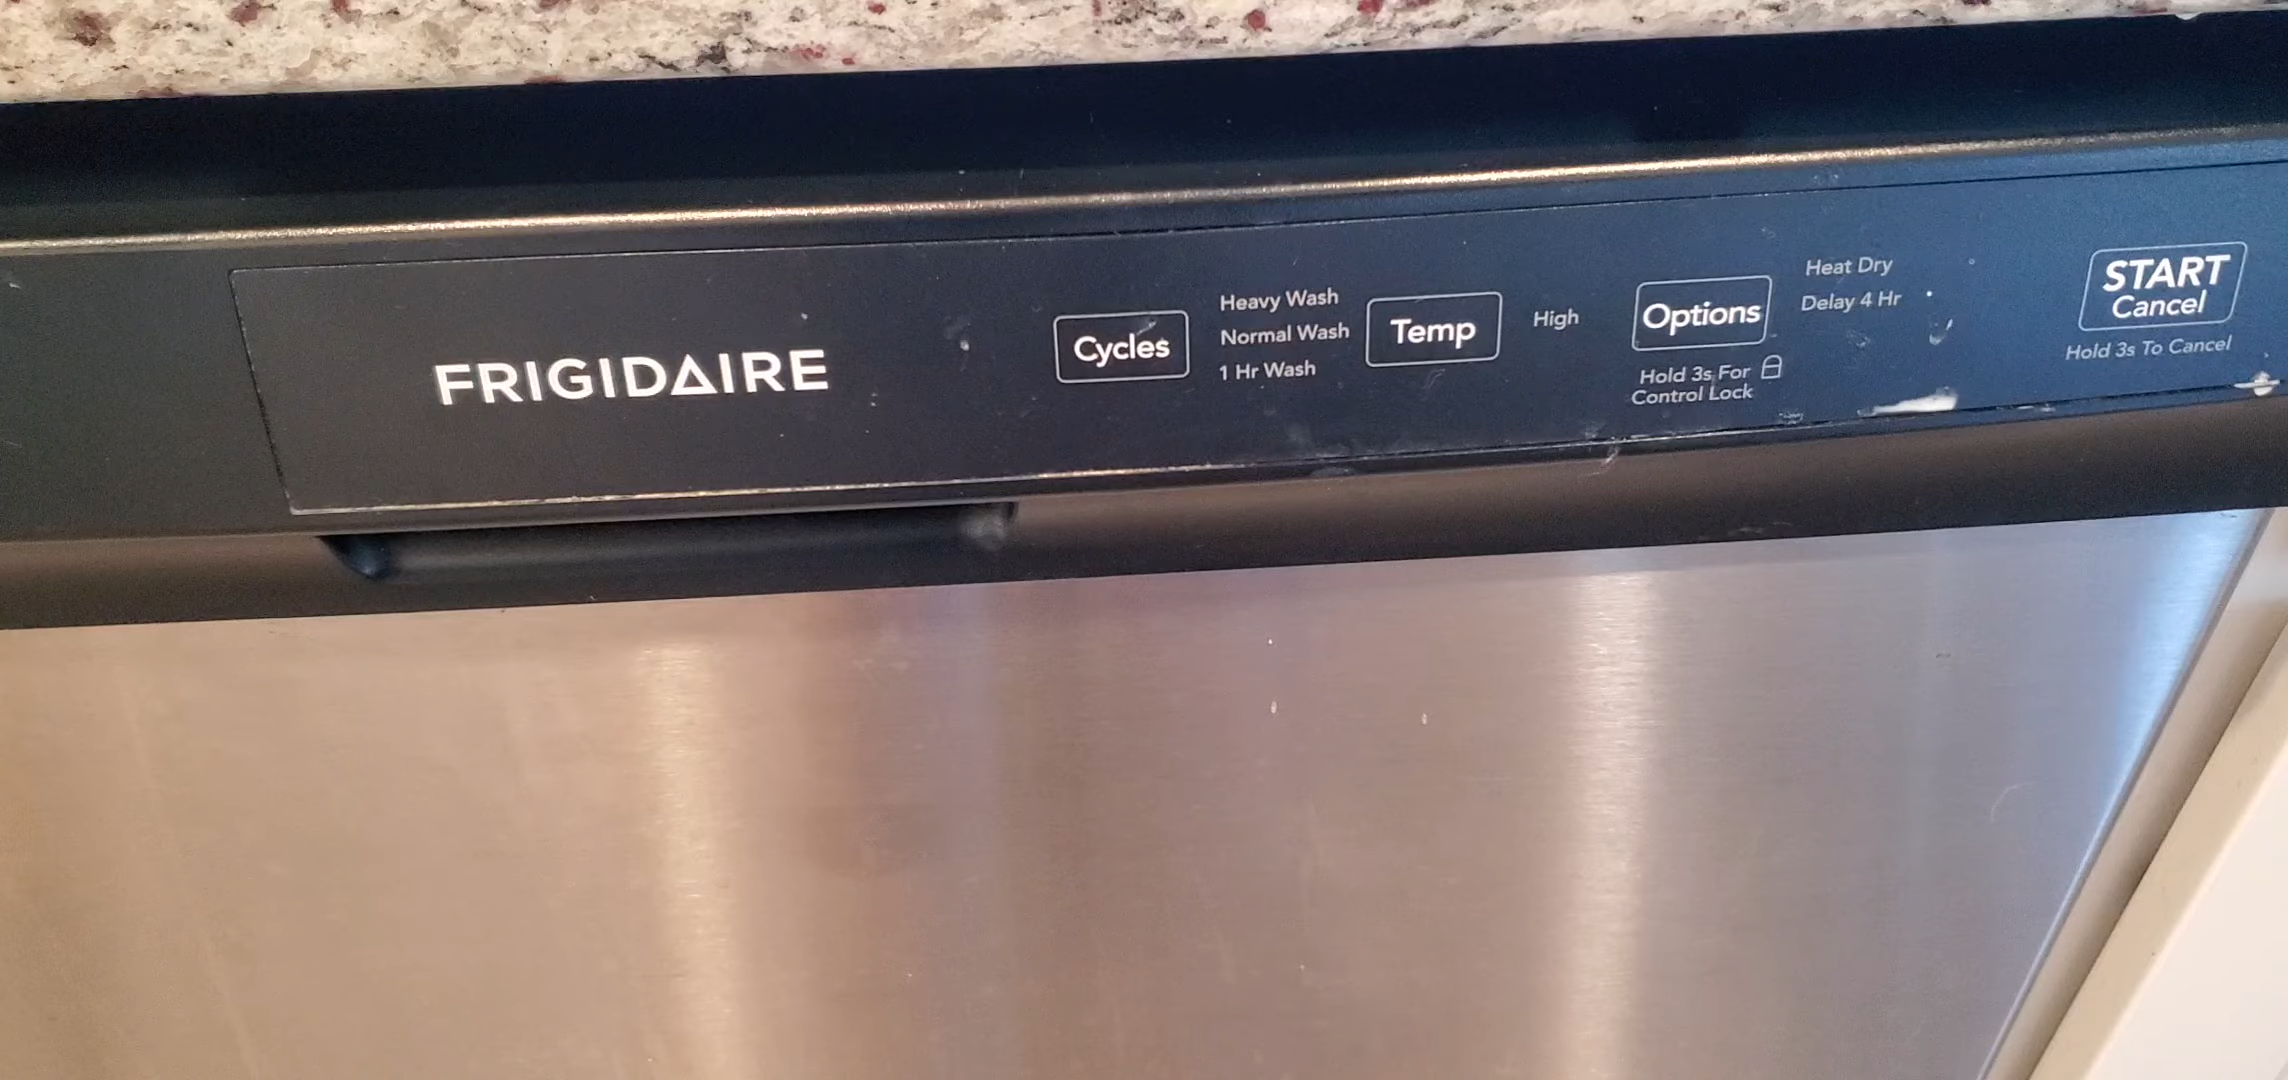 FRIGIDAIRE
Cycles
Heavy Wash
Normal Wash
1 Hr Wash
Temp
High
Options
Hold 3s For
Control Lock
Heat Dry
Delay 4 Hr
START
Cancel
Hold 3s To Cancel